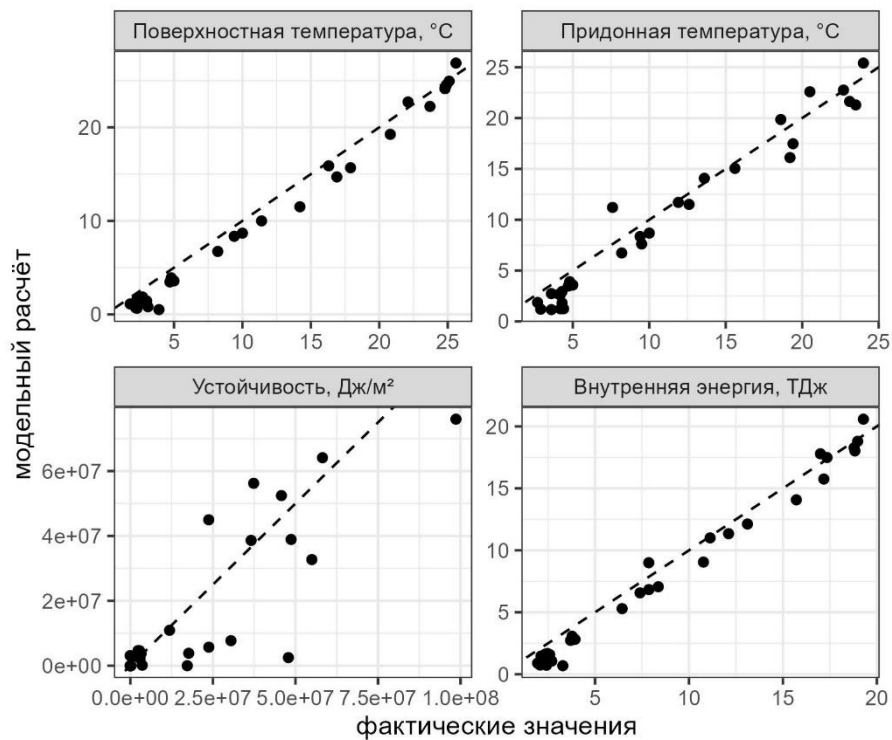 Поверхностная температура, °C
Придонная температура, °C
20
10
0
5
10
15
20
25
25
20
15
10
5
0
5
10
15
20
25
модельный расчёт
Устойчивость, Дж/м²
Внутренняя энергия, ТДж
6e+07
4e+07
2e+07
0e+00
0.0e+00
2.5e+07
5.0e+07
7.5e+07
1.0e+08
20
15
10
5
0
5
10
15
20
фактические значения